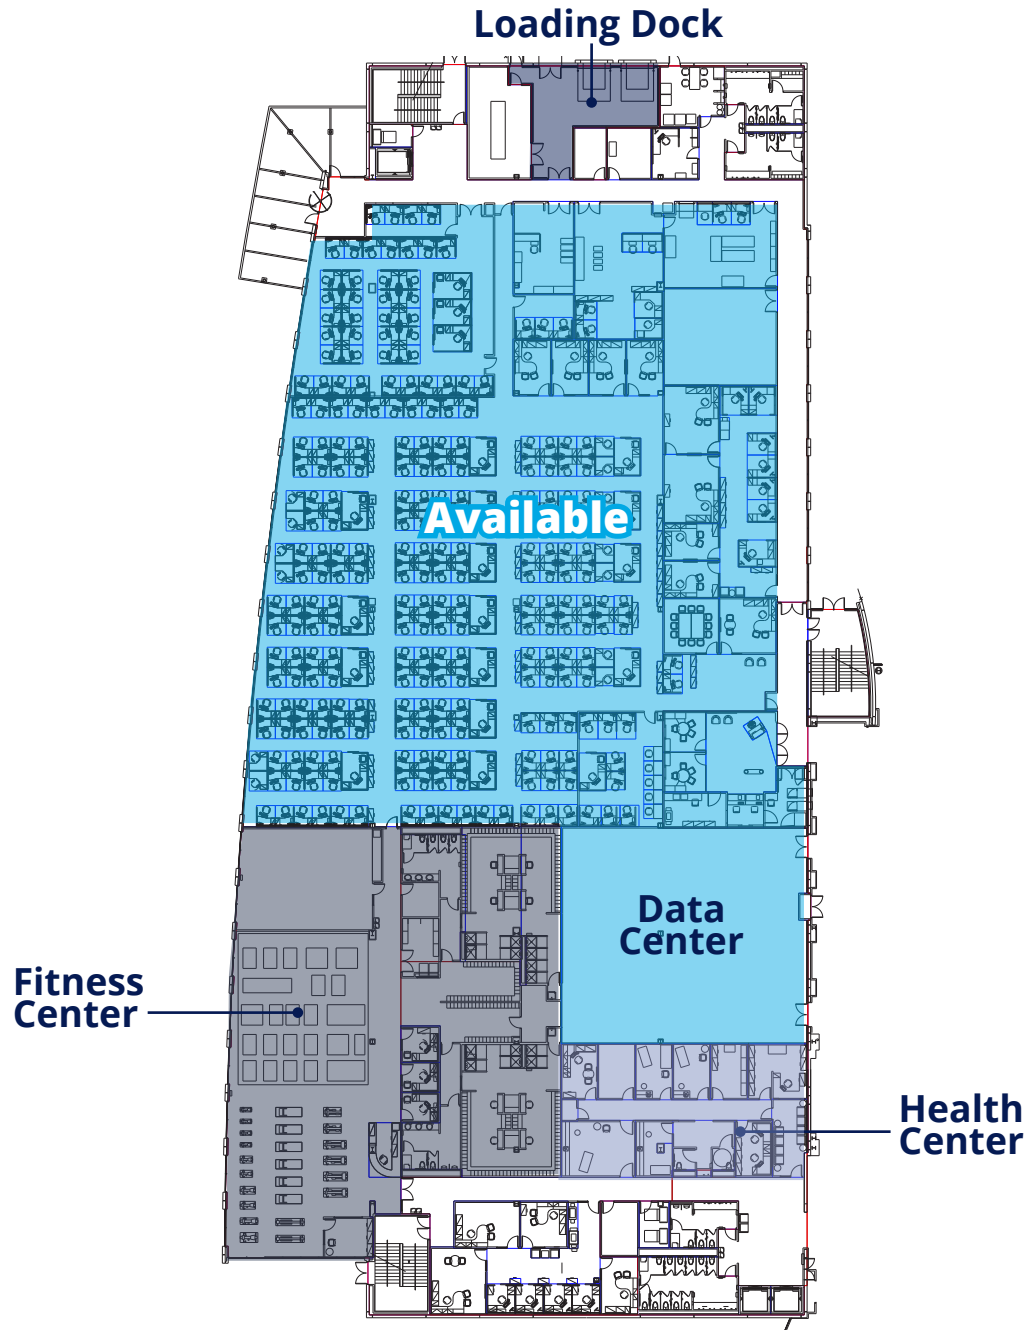 Loading Dock
Available
Data
Center
Fitness
Center
Health
Center